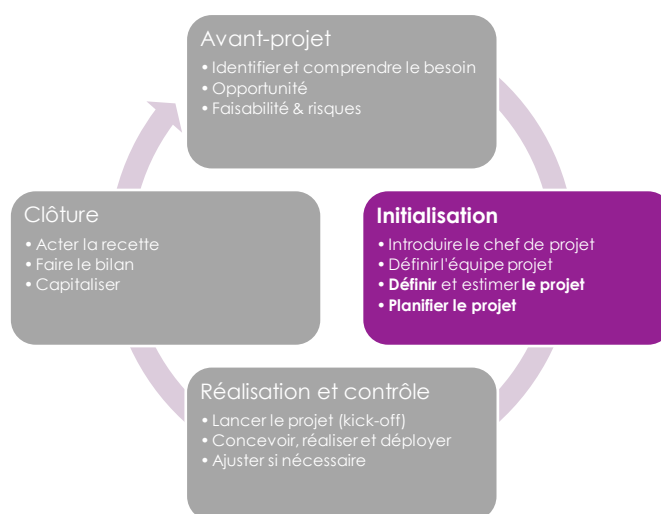 Avant-projet
• Identifier et comprendre le besoin
• Opportunité
• Faisabilité & risques
Initialisation
• Introduire le chef de projet
• Définir l'équipe projet
• Définir et estimer le projet
• Planifier le projet
Réalisation et contrôle
• Lancer le projet (kick-off)
• Concevoir, réaliser et déployer
• Ajuster si nécessaire
Clôture
• Acter la recette
• Faire le bilan
• Capitaliser